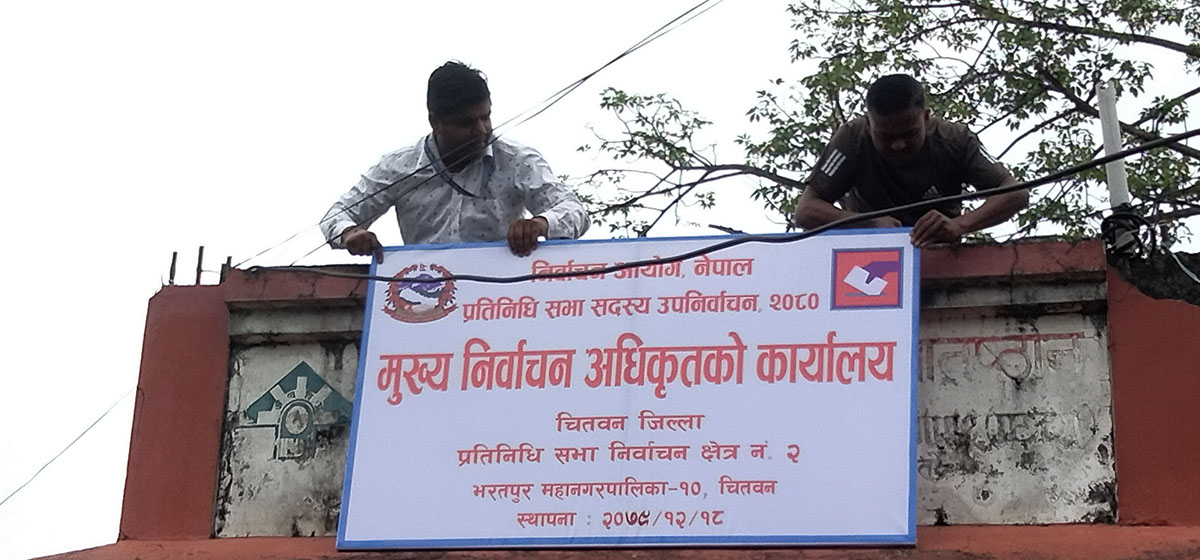 निर्वाचन आयोग, नेपाल
प्रतिनिधि सभा सदस्य उपनिर्वाचन, २०८०
मुख्य निर्वाचन अधिकृतको कार्यालय
चितवन जिल्ला
प्रतिनिधि सभा निर्वाचन क्षेत्र नं. २
भरतपुर महानगरपालिका-१०, चितवन
स्थापना : २०७९/१२/१८